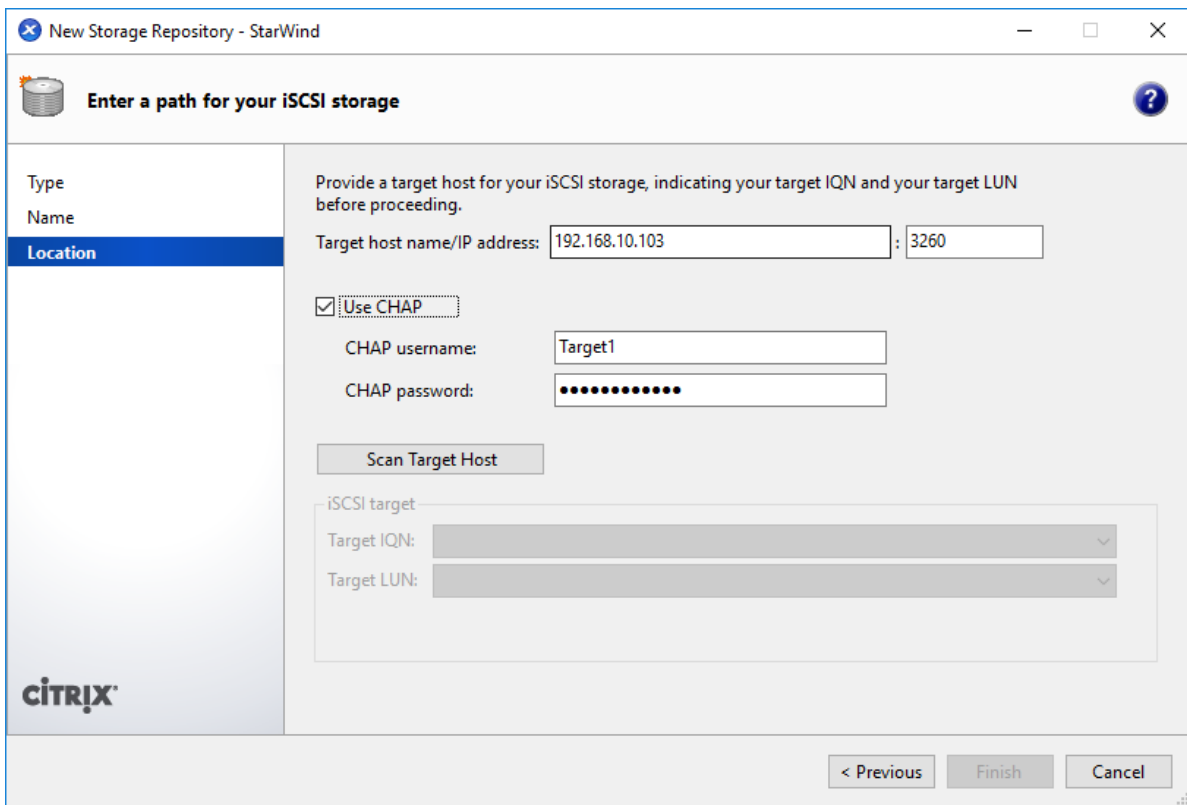 New Storage Repository - StarWind
Enter a path for your iSCSI storage
?
Type
Name
Location
Provide a target host for your iSCSI storage, indicating your target IQN and your target LUN
before proceeding.
Target host name/IP address: 192.168.10.103 : 3260
Use CHAP
CHAP username: Target1
CHAP password: ●●●●●●●●●●●●
Scan Target Host
iSCSI target
Target IQN:
Target LUN:
CİTRIX
< Previous Finish Cancel